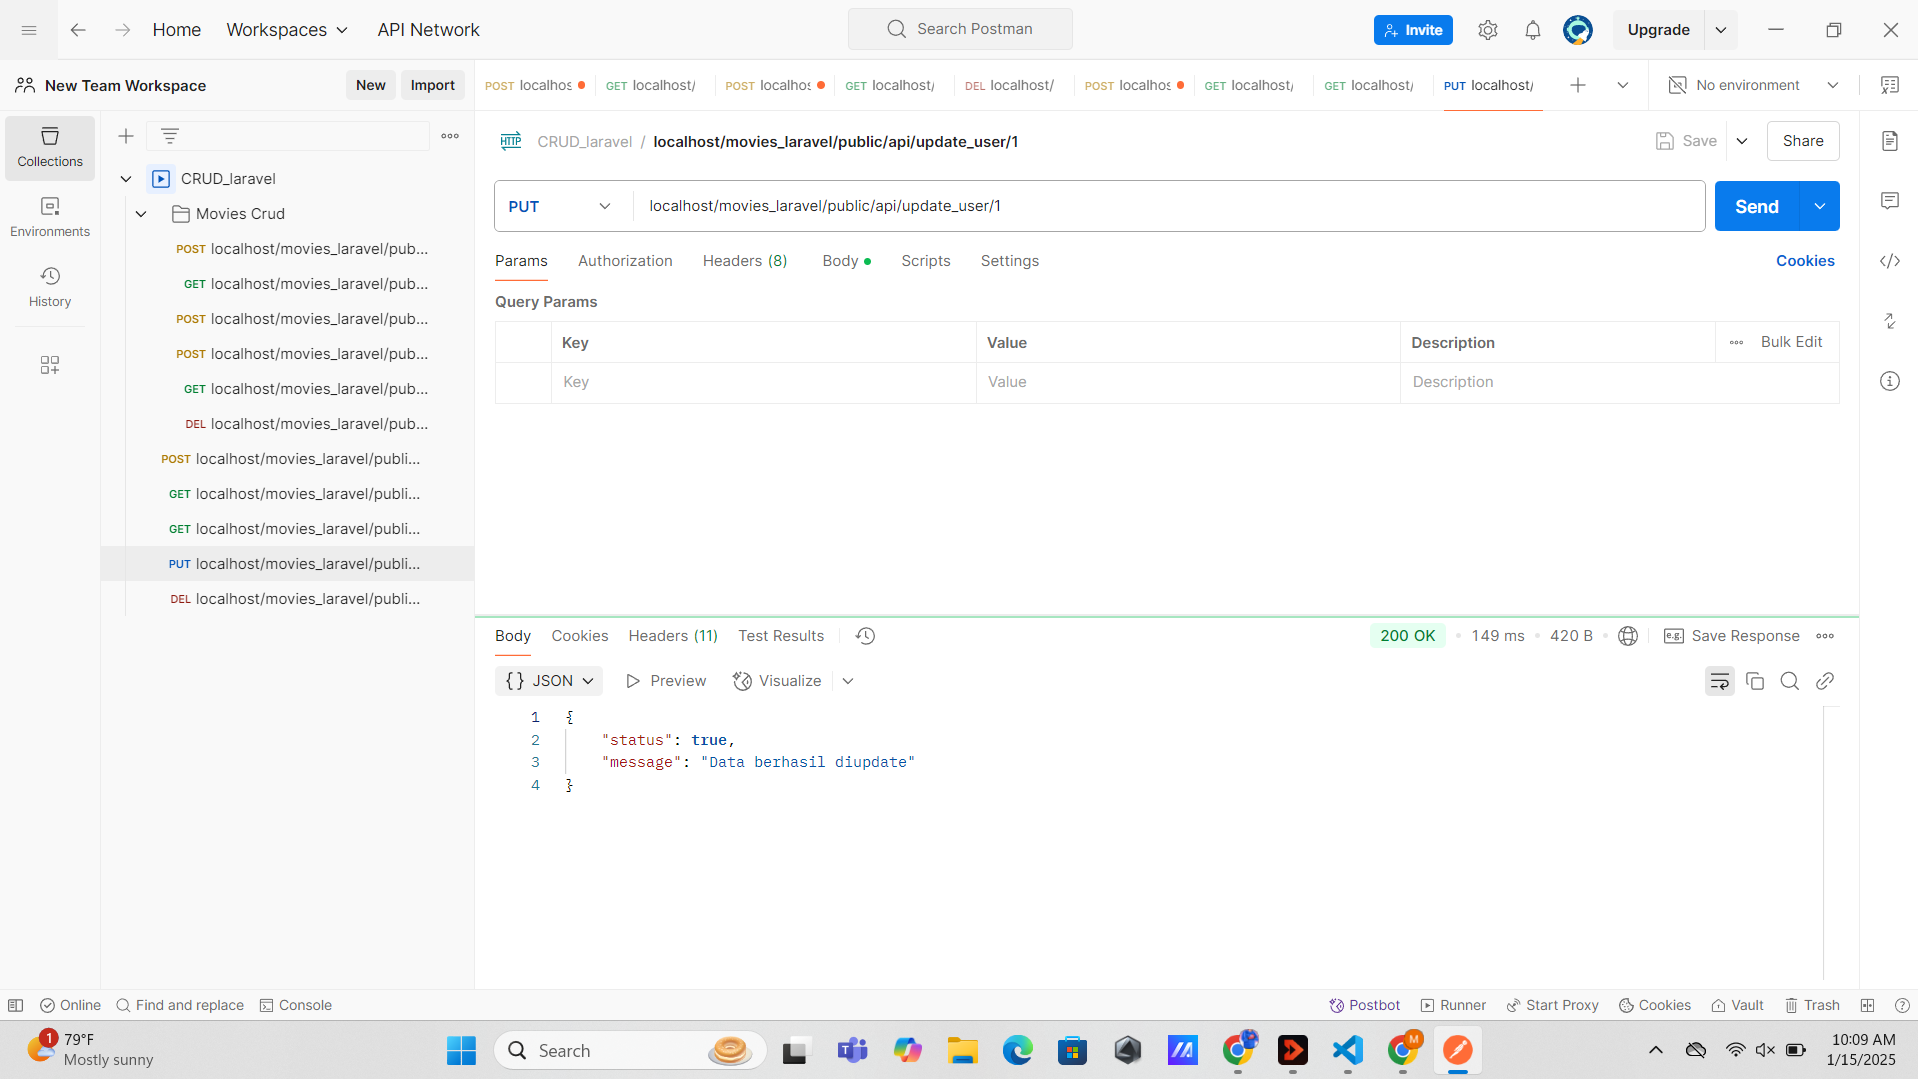 Home Workspaces API Network Search Postman Invite Upgrade
New Team Workspace New Import POST localhos GET localhost/ POST localhos GET localhost/ DEL localhost/ POST localhos GET localhost/ GET localhost/ PUT localhost/ No environment
Collections
Environments
History
CRUD_laravel
Movies Crud
POST localhost/movies_laravel/pub...
GET localhost/movies_laravel/pub...
POST localhost/movies_laravel/pub...
POST localhost/movies_laravel/pub...
GET localhost/movies_laravel/pub...
DEL localhost/movies_laravel/pub...
POST localhost/movies_laravel/publi...
GET localhost/movies_laravel/publi...
GET localhost/movies_laravel/publi...
PUT localhost/movies_laravel/publi...
DEL localhost/movies_laravel/publi...
HTTP CRUD_laravel / localhost/movies_laravel/public/api/update_user/1 Save Share
PUT localhost/movies_laravel/public/api/update_user/1 Send
Params Authorization Headers (8) Body Scripts Settings Cookies
Query Params
Key Value Description Bulk Edit
Key Value Description
Body Cookies Headers (11) Test Results 200 OK 149 ms 420 B e.g. Save Response
{} JSON Preview Visualize
1 {
2 "status": true,
3 "message": "Data berhasil diupdate"
4 }
Online Find and replace Console Postbot Runner Start Proxy Cookies Vault Trash
1 79°F
Mostly sunny
Search
M
10:09 AM
1/15/2025